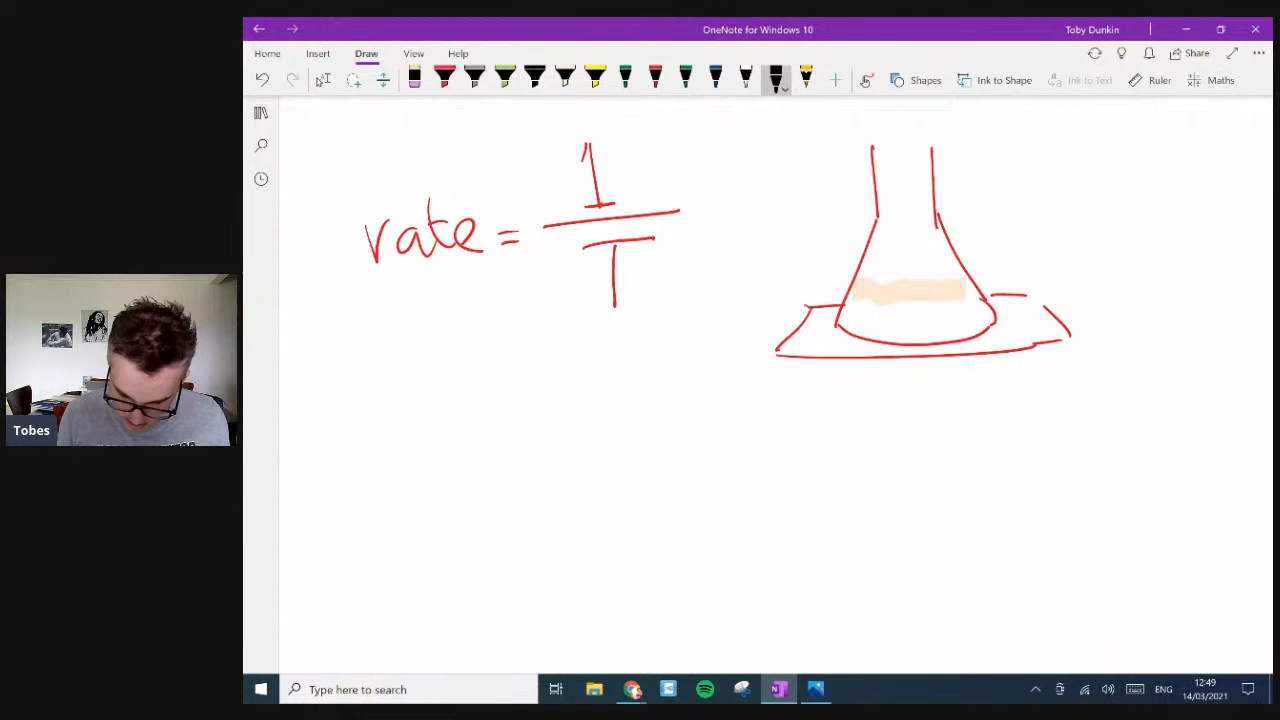 OneNote for Windows 10
Toby Dunkin
Home Insert Draw View Help
Share
Shapes Ink to Shape Ink to Text Ruler Maths
1
rate =
T
Tobes
Type here to search
ENG
12:49
14/03/2021